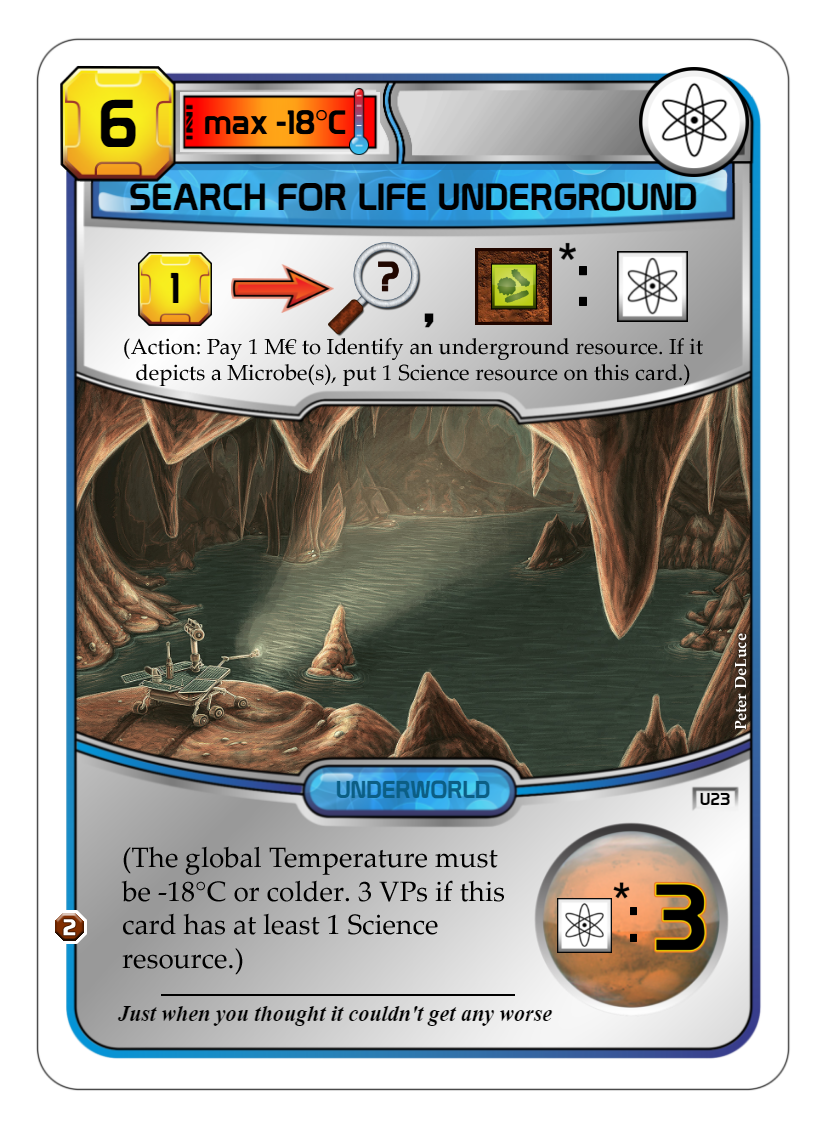 6
max -18°C
SEARCH FOR LIFE UNDERGROUND
1 ? , * :
(Action: Pay 1 M€ to Identify an underground resource. If it
depicts a Microbe(s), put 1 Science resource on this card.)
Peter DeLuce
UNDERWORLD
U23
(The global Temperature must
be -18°C or colder. 3 VPs if this
card has at least 1 Science
resource.)
* : 3
2
Just when you thought it couldn't get any worse